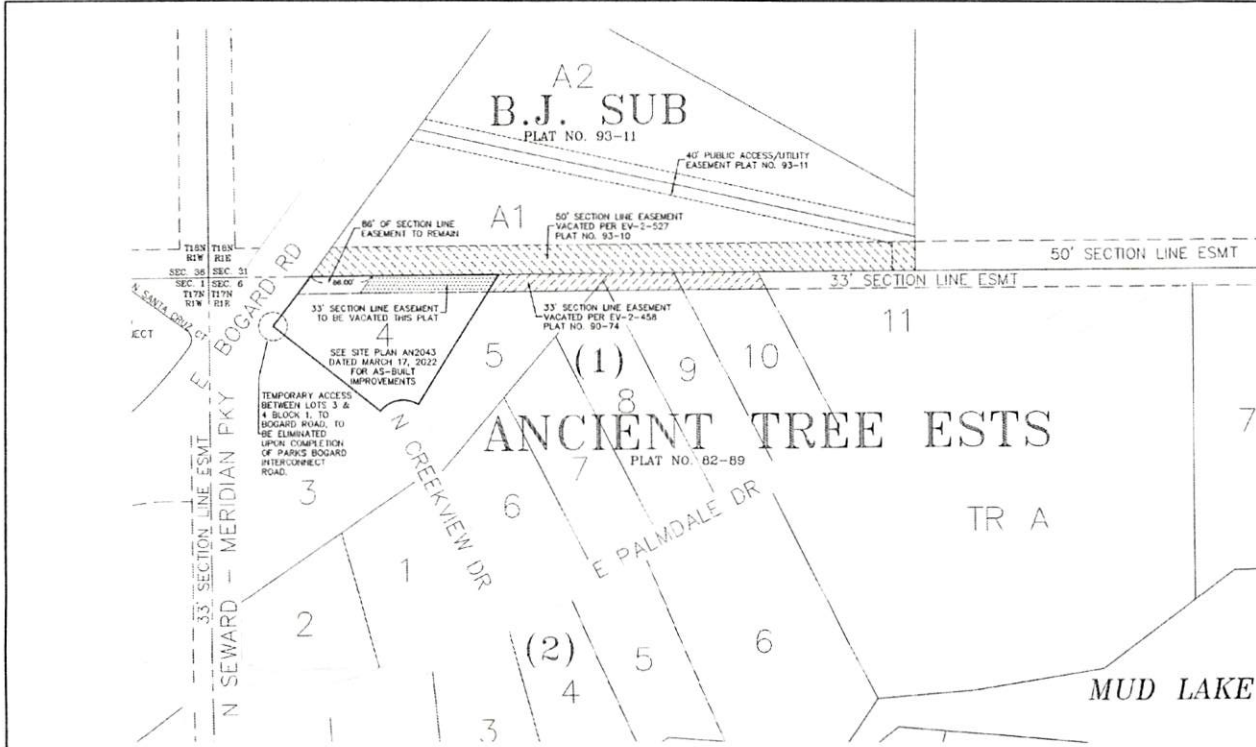 A2
B.J. SUB
PLAT NO. 93-11
40' PUBLIC ACCESS/UTILITY
EASEMENT PLAT NO. 93-11
A1
86' OF SECTION LINE
EASEMENT TO REMAIN
50' SECTION LINE EASEMENT
VACATED PER EV-2-527
PLAT NO. 93-10
T18N T18N
R1W R1E
SEC. 36 SEC. 31
SEC. 1 SEC. 6
T17N T17N
R1W R1E
50' SECTION LINE ESMT
33' SECTION LINE ESMT
86.00'
N SANTA CRUZ CT
JECT
E BOGARD RD
33' SECTION LINE EASEMENT
TO BE VACATED THIS PLAT
33' SECTION LINE EASEMENT
VACATED PER EV-2-458
PLAT NO. 90-74
4
SEE SITE PLAN AN2043
DATED MARCH 17, 2022
FOR AS-BUILT
IMPROVEMENTS
5
(1)
8
9
10
11
TEMPORARY ACCESS
BETWEEN LOTS 3 &
4 BLOCK 1, TO
BOGARD ROAD, TO
BE ELIMINATED
UPON COMPLETION
OF PARKS BOGARD
INTERCONNECT
ROAD.
ANCIENT TREE ESTS
PLAT NO. 82-89
7
7
3
6
N CREEKVIEW DR
E PALMDALE DR
TR A
33' SECTION LINE ESMT
N SEWARD - MERIDIAN PKY
1
2
(2)
5
6
4
3
MUD LAKE